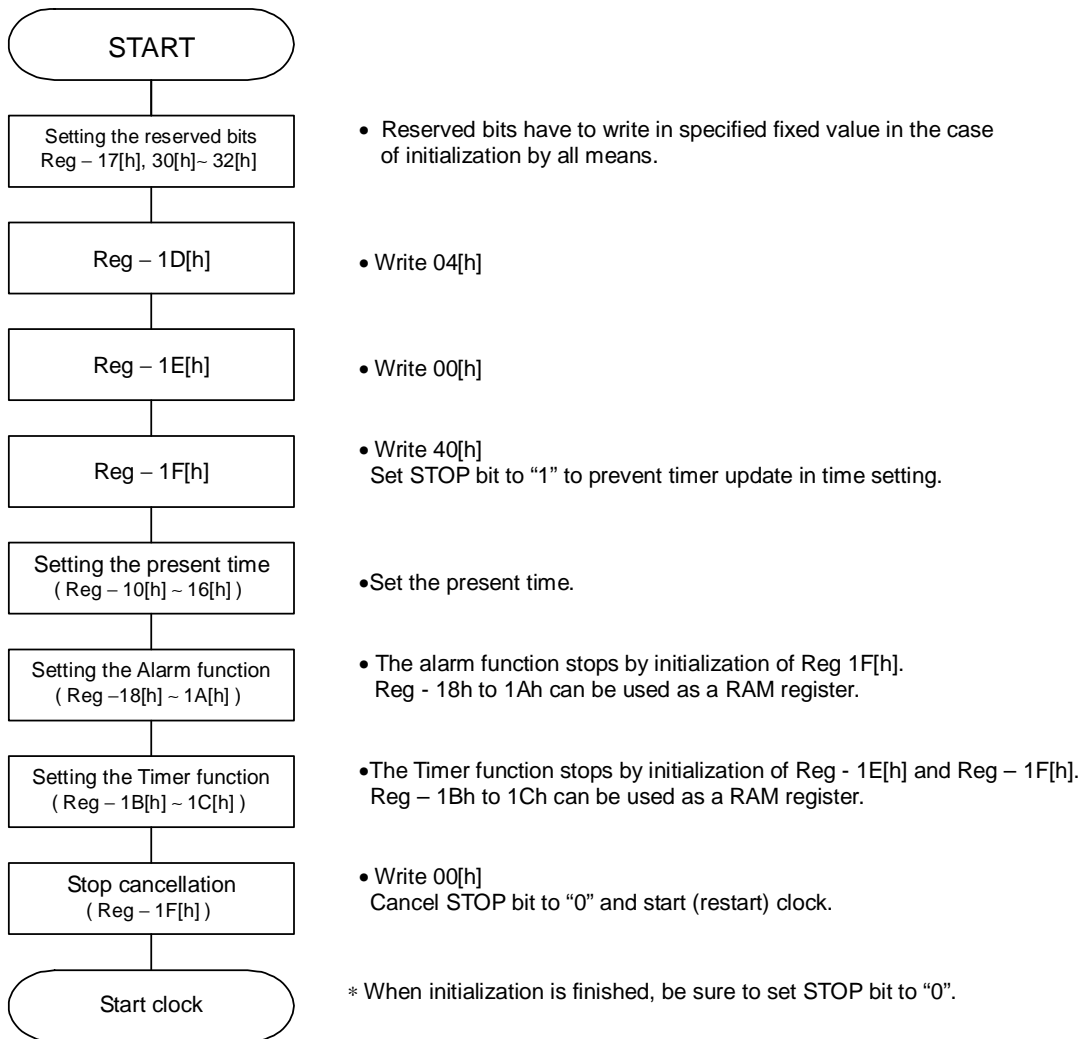 START
Setting the reserved bits
Reg – 17[h], 30[h]~ 32[h]
• Reserved bits have to write in specified fixed value in the case
of initialization by all means.
Reg – 1D[h]
• Write 04[h]
Reg – 1E[h]
• Write 00[h]
Reg – 1F[h]
• Write 40[h]
Set STOP bit to “1” to prevent timer update in time setting.
Setting the present time
( Reg – 10[h] ~ 16[h] )
•Set the present time.
Setting the Alarm function
( Reg –18[h] ~ 1A[h] )
• The alarm function stops by initialization of Reg 1F[h].
Reg - 18h to 1Ah can be used as a RAM register.
Setting the Timer function
( Reg – 1B[h] ~ 1C[h] )
•The Timer function stops by initialization of Reg - 1E[h] and Reg – 1F[h].
Reg – 1Bh to 1Ch can be used as a RAM register.
Stop cancellation
( Reg – 1F[h] )
• Write 00[h]
Cancel STOP bit to “0” and start (restart) clock.
Start clock
* When initialization is finished, be sure to set STOP bit to “0”.